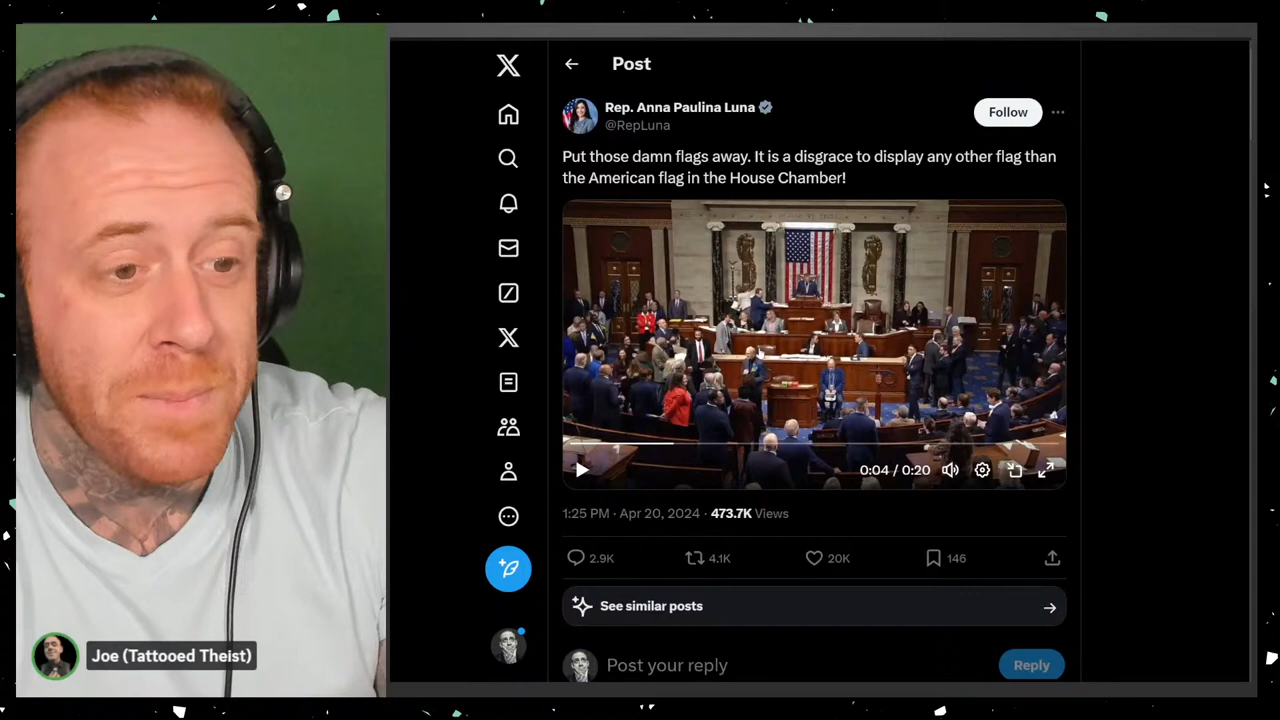 Post
Rep. Anna Paulina Luna
@RepLuna
Follow
Put those damn flags away. It is a disgrace to display any other flag than
the American flag in the House Chamber!
0:04 / 0:20
1:25 PM · Apr 20, 2024 · 473.7K Views
2.9K 4.1K 20K 146
See similar posts
Post your reply
Reply
Joe (Tattooed Theist)